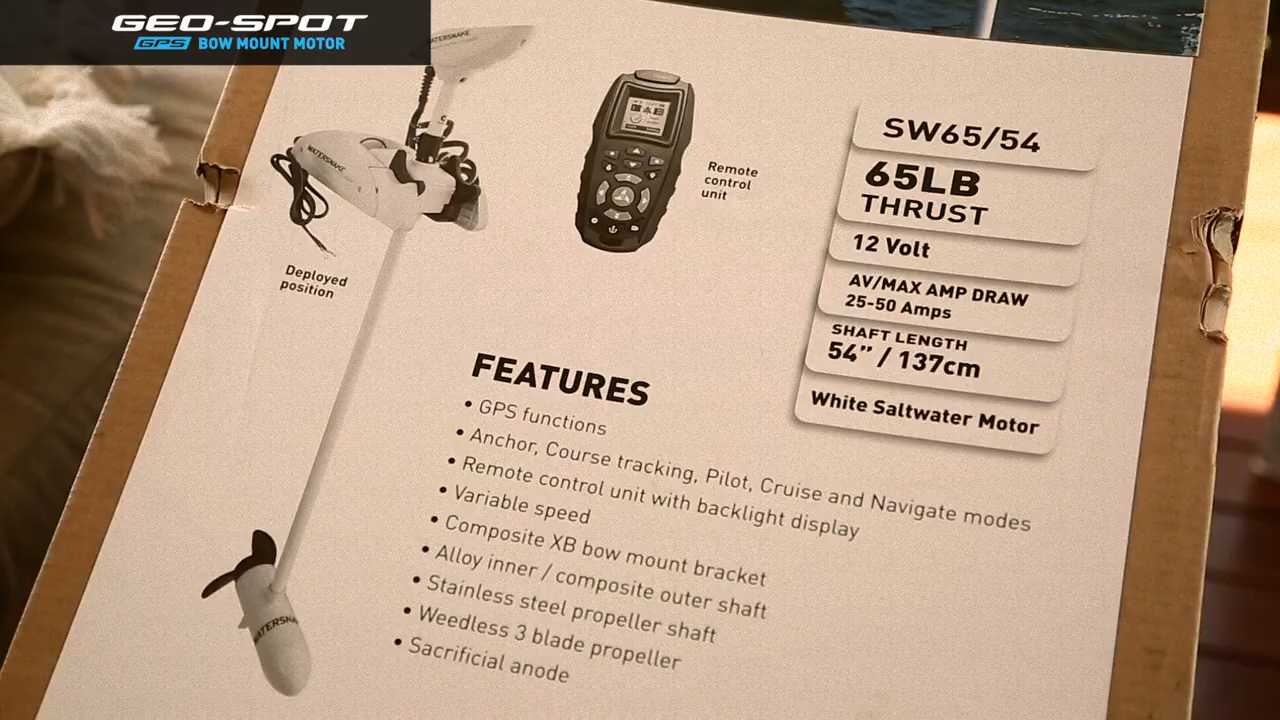 GEO-SPOT
GPS BOW MOUNT MOTOR
WATERSNAKE
WATERSNAKE
Deployed
position
Remote
control
unit
SW65/54
65LB
THRUST
12 Volt
AV/MAX AMP DRAW
25-50 Amps
SHAFT LENGTH
54” / 137cm
White Saltwater Motor
FEATURES
• GPS functions
• Anchor, Course tracking, Pilot, Cruise and Navigate modes
• Remote control unit with backlight display
• Variable speed
• Composite XB bow mount bracket
• Alloy inner / composite outer shaft
• Stainless steel propeller shaft
• Weedless 3 blade propeller
• Sacrificial anode
WATERSNA